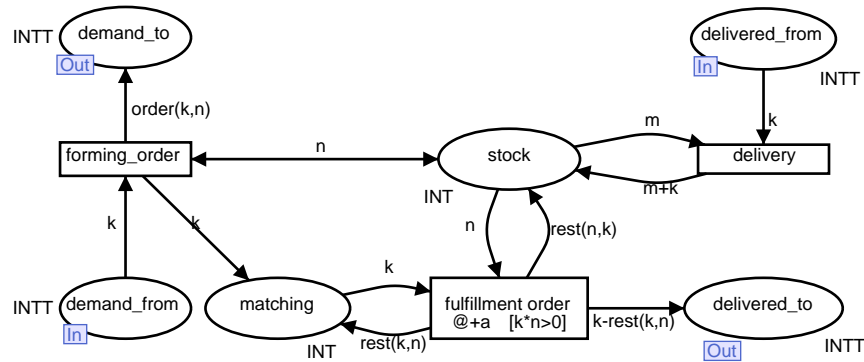 INTT
demand_to
Out
delivered_from
In
INTT
order(k,n)
k
forming_order
n
stock
m
delivery
m+k
INT
k
k
n
rest(n,k)
INTT
demand_from
In
matching
INT
k
rest(k,n)
fulfillment order
@+a [k*n>0]
k-rest(k,n)
delivered_to
Out
INTT